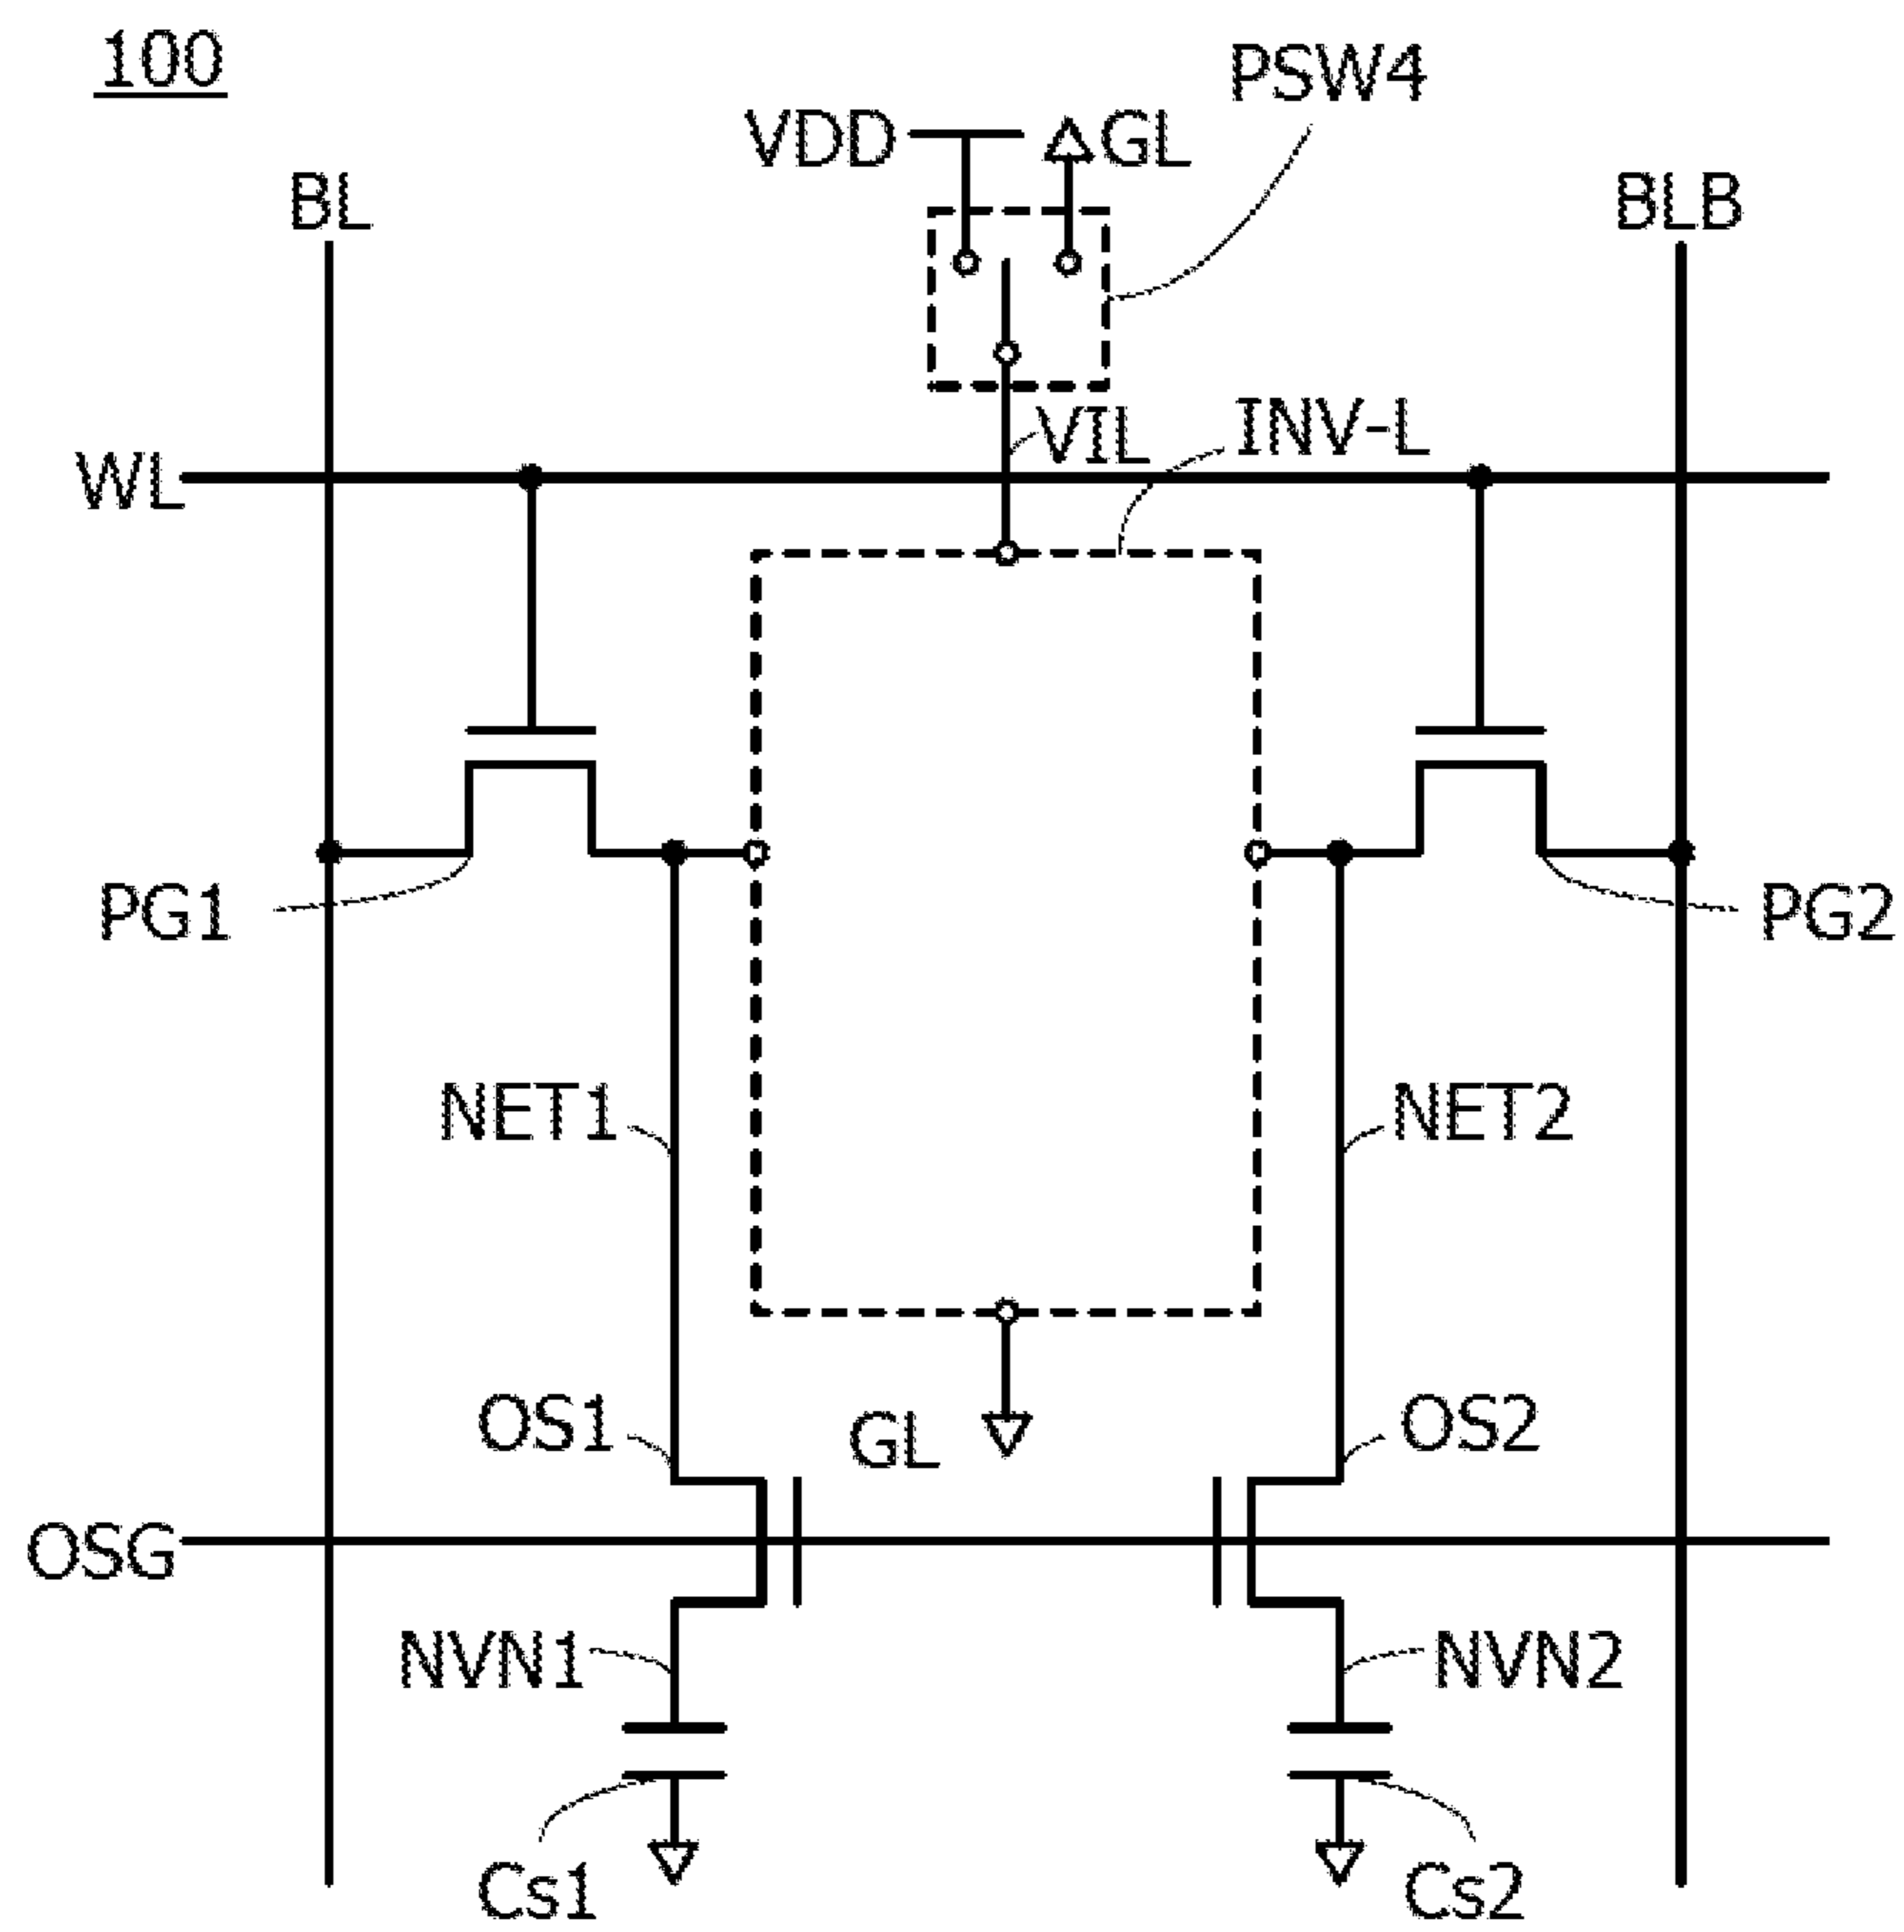 100
PSW4
VDD
GL
BL
BLB
VIL
INV-L
WL
PG1
PG2
NET1
NET2
OS1
GL
OS2
OSG
NVN1
NVN2
Cs1
Cs2